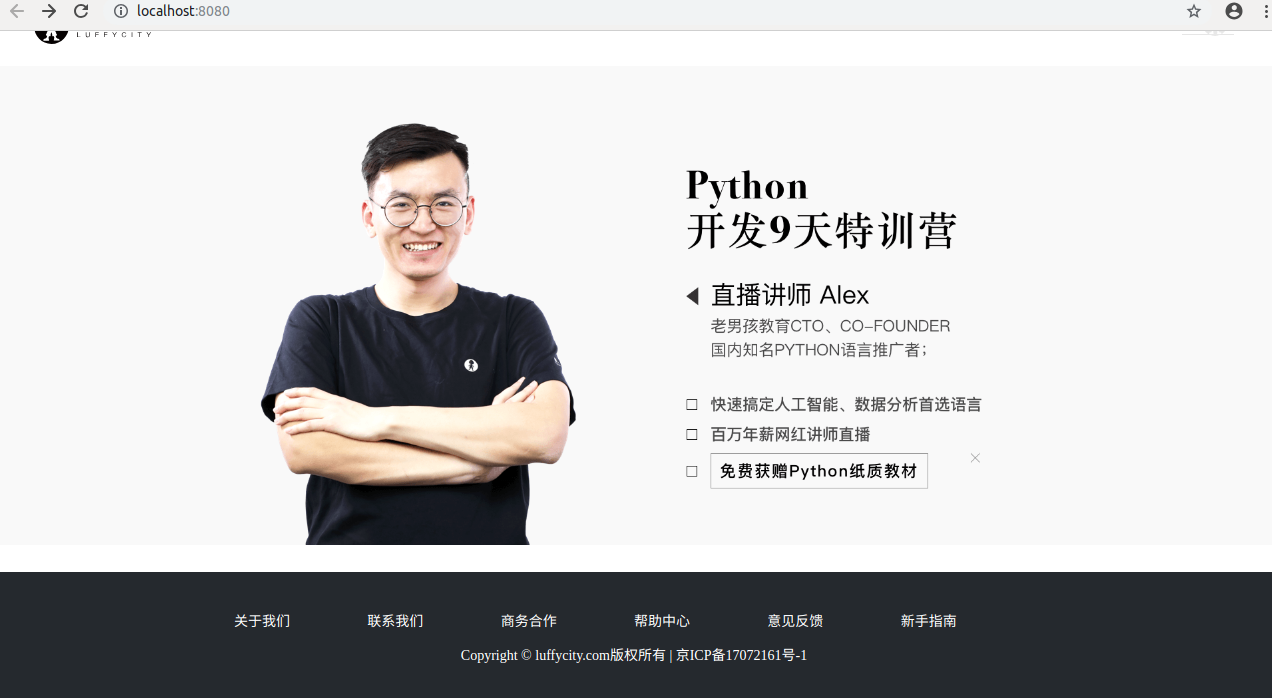 localhost:8080
LUFFYCITY
Python
开发9天特训营
直播讲师 Alex
老男孩教育CTO、CO-FOUNDER
国内知名PYTHON语言推广者；
快速搞定人工智能、数据分析首选语言
百万年薪网红讲师直播
免费获赠Python纸质教材
关于我们 联系我们 商务合作 帮助中心 意见反馈 新手指南
Copyright © luffycity.com版权所有 | 京ICP备17072161号-1